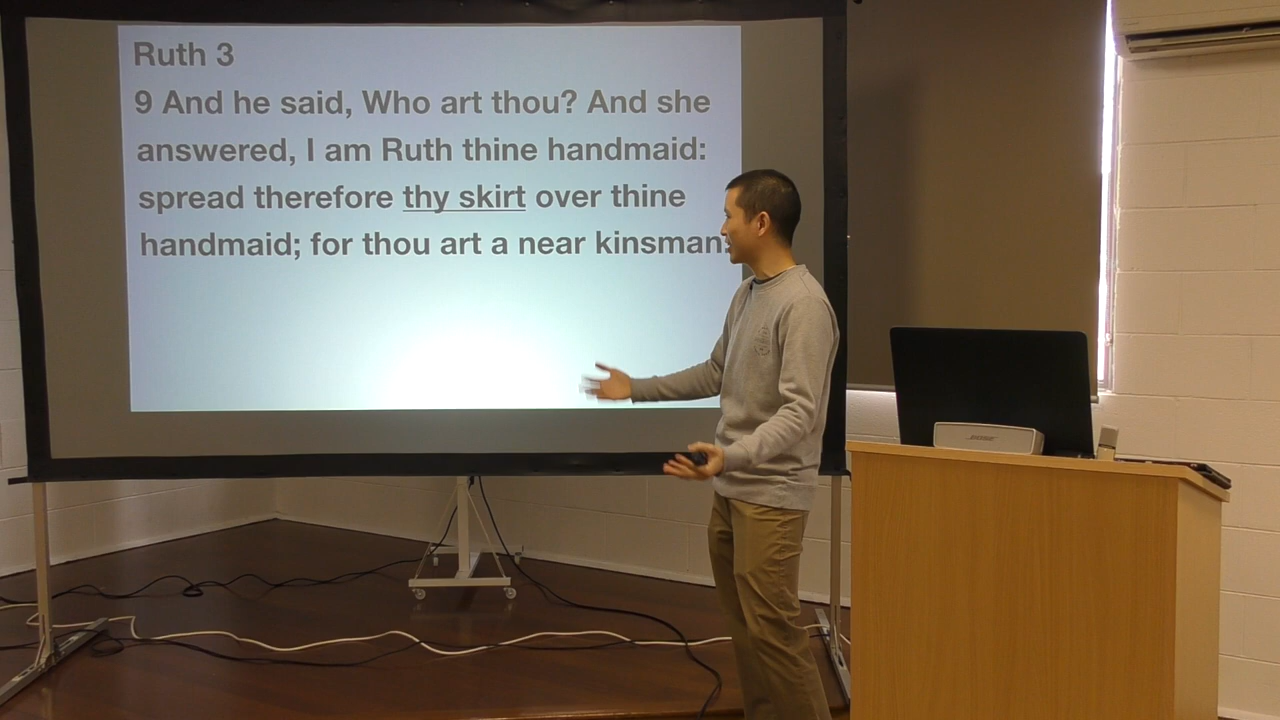 Ruth 3
9 And he said, Who art thou? And she
answered, I am Ruth thine handmaid:
spread therefore thy skirt over thine
handmaid; for thou art a near kinsman.
BOSE